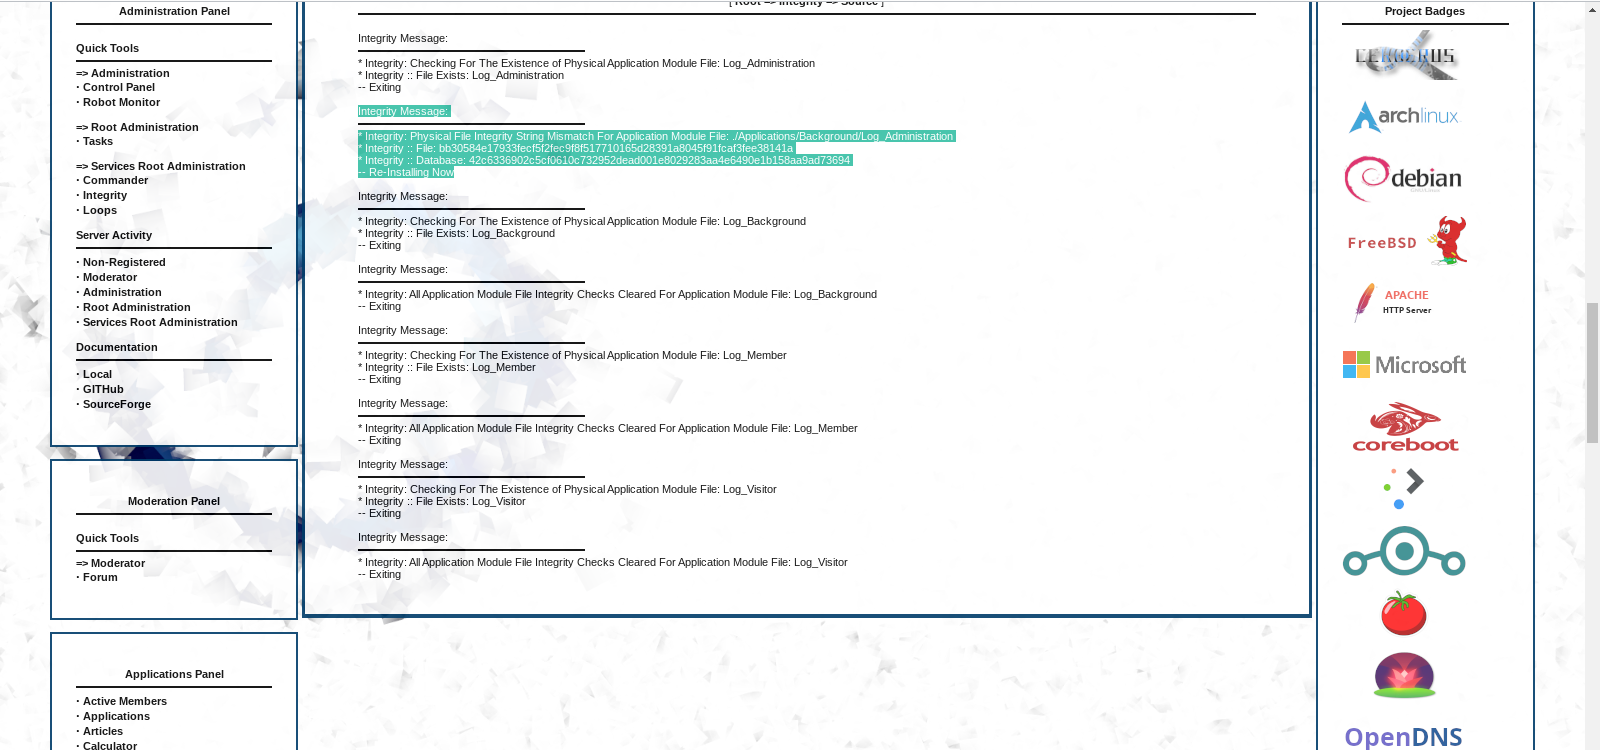 Administration Panel
Quick Tools
=> Administration
· Control Panel
· Robot Monitor
=> Root Administration
· Tasks
=> Services Root Administration
· Commander
· Integrity
· Loops
Server Activity
· Non-Registered
· Moderator
· Administration
· Root Administration
· Services Root Administration
Documentation
· Local
· GITHub
· SourceForge
Moderation Panel
Quick Tools
=> Moderator
· Forum
Applications Panel
· Active Members
· Applications
· Articles
· Calculator
[ Root => Integrity => Source ]
Integrity Message:
* Integrity: Checking For The Existence of Physical Application Module File: Log_Administration
* Integrity :: File Exists: Log_Administration
-- Exiting
Integrity Message:
* Integrity: Physical File Integrity String Mismatch For Application Module File: ./Applications/Background/Log_Administration
* Integrity :: File: bb30584e17933fecf5f2fec9f8f517710165d28391a8045f91fcaf3fee38141a
* Integrity :: Database: 42c6336902c5cf0610c732952dead001e8029283aa4e6490e1b158aa9ad73694
-- Re-Installing Now
Integrity Message:
* Integrity: Checking For The Existence of Physical Application Module File: Log_Background
* Integrity :: File Exists: Log_Background
-- Exiting
Integrity Message:
* Integrity: All Application Module File Integrity Checks Cleared For Application Module File: Log_Background
-- Exiting
Integrity Message:
* Integrity: Checking For The Existence of Physical Application Module File: Log_Member
* Integrity :: File Exists: Log_Member
-- Exiting
Integrity Message:
* Integrity: All Application Module File Integrity Checks Cleared For Application Module File: Log_Member
-- Exiting
Integrity Message:
* Integrity: Checking For The Existence of Physical Application Module File: Log_Visitor
* Integrity :: File Exists: Log_Visitor
-- Exiting
Integrity Message:
* Integrity: All Application Module File Integrity Checks Cleared For Application Module File: Log_Visitor
-- Exiting
Project Badges
CERBERUS
archlinux
debian
FreeBSD
APACHE
HTTP Server
Microsoft
coreboot
OpenDNS